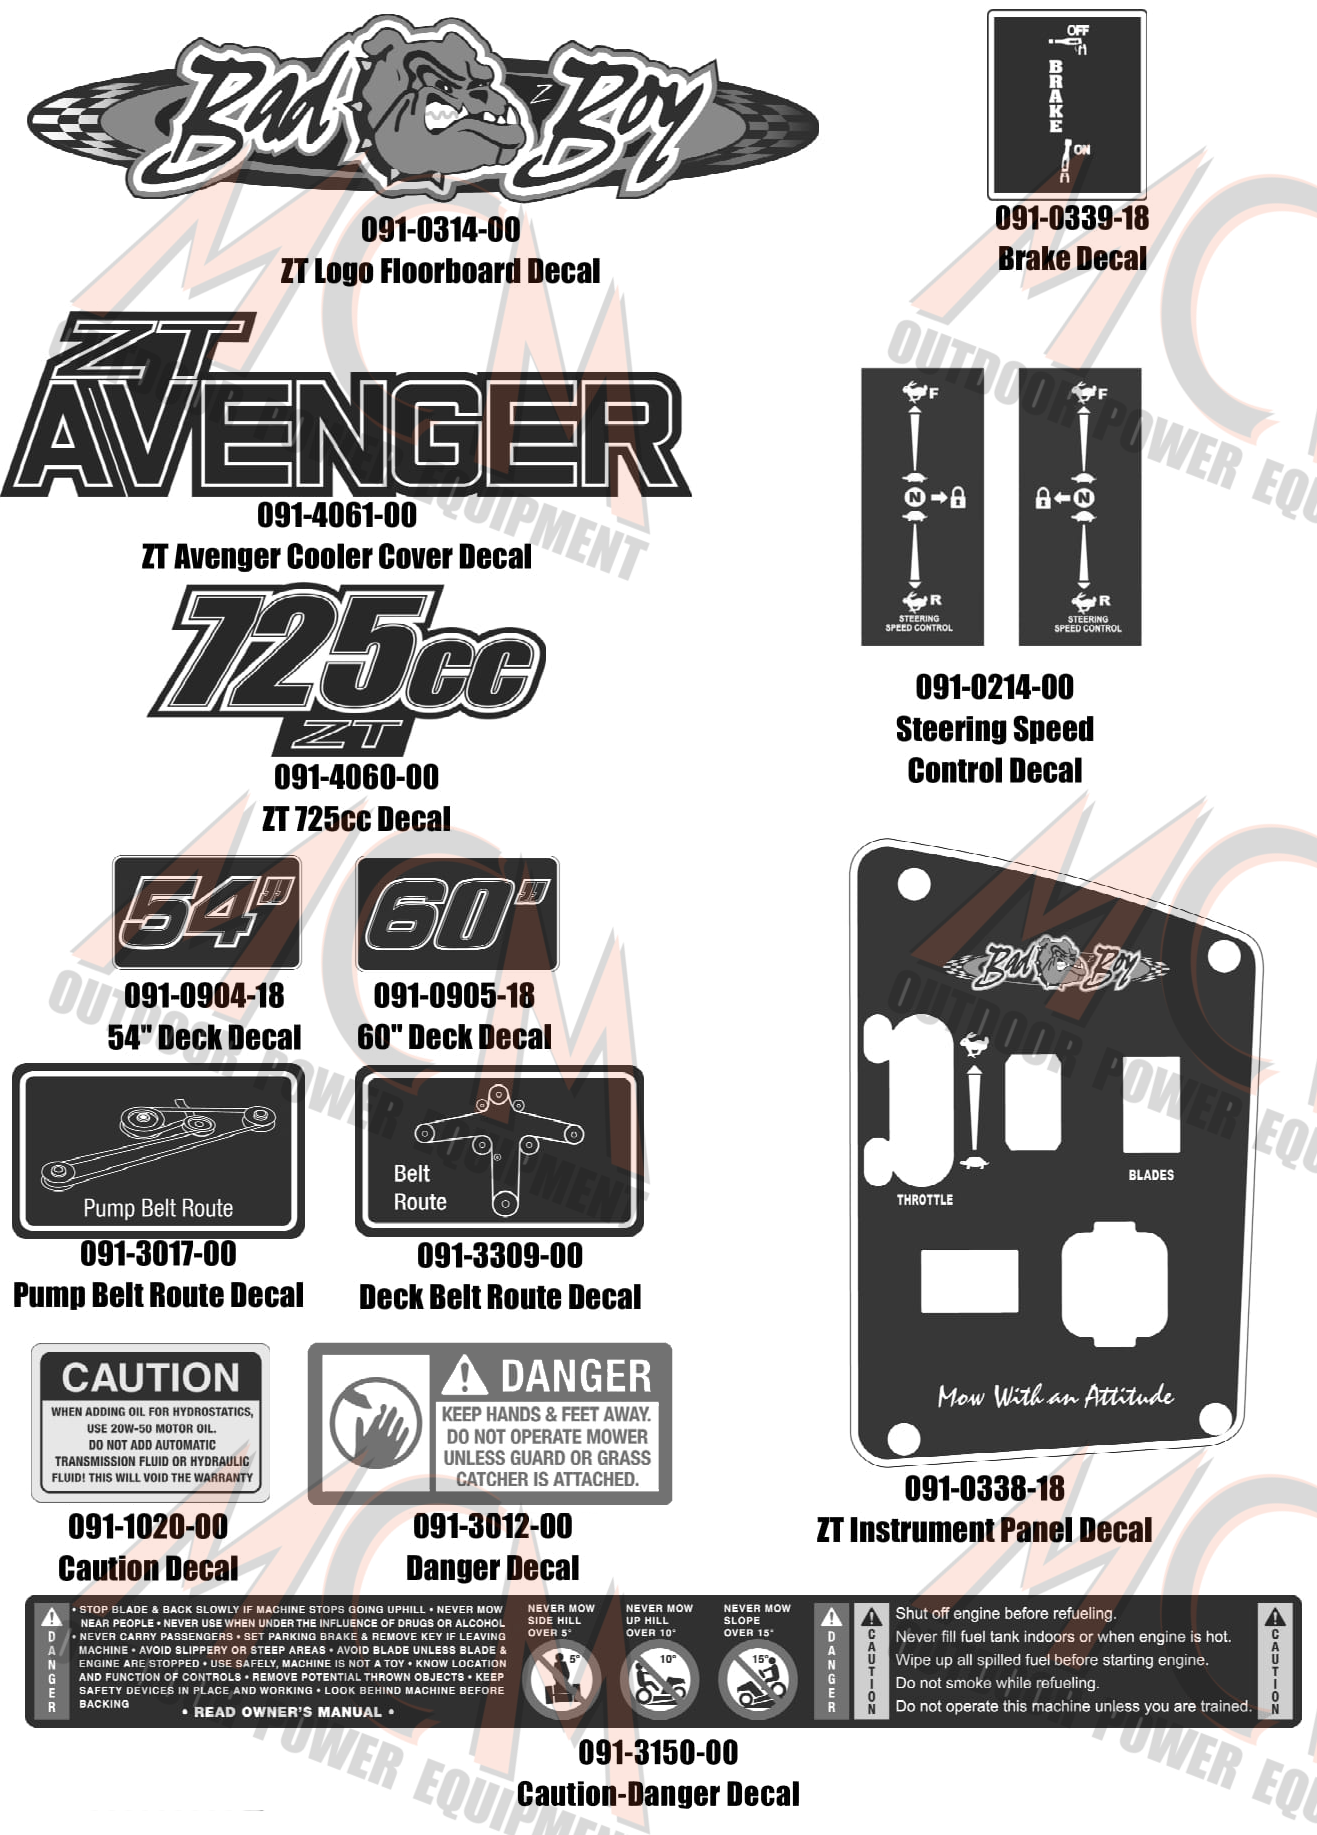 Bad Z Boy
091-0314-00
ZT Logo Floorboard Decal
OFF
BRAKE
ON
091-0339-18
Brake Decal
ZT
AVENGER
091-4061-00
ZT Avenger Cooler Cover Decal
F
N
R
STEERING
SPEED CONTROL
F
N
R
STEERING
SPEED CONTROL
091-0214-00
Steering Speed
Control Decal
725cc
ZT
091-4060-00
ZT 725cc Decal
54"
091-0904-18
54" Deck Decal
60"
091-0905-18
60" Deck Decal
Pump Belt Route
091-3017-00
Pump Belt Route Decal
Belt
Route
091-3309-00
Deck Belt Route Decal
Bad Boy
THROTTLE
BLADES
Mow With an Attitude
091-0338-18
ZT Instrument Panel Decal
CAUTION
WHEN ADDING OIL FOR HYDROSTATICS,
USE 20W-50 MOTOR OIL.
DO NOT ADD AUTOMATIC
TRANSMISSION FLUID OR HYDRAULIC
FLUID! THIS WILL VOID THE WARRANTY
091-1020-00
Caution Decal
DANGER
KEEP HANDS & FEET AWAY.
DO NOT OPERATE MOWER
UNLESS GUARD OR GRASS
CATCHER IS ATTACHED.
091-3012-00
Danger Decal
DANGER
• STOP BLADE & BACK SLOWLY IF MACHINE STOPS GOING UPHILL • NEVER MOW
NEAR PEOPLE • NEVER USE WHEN UNDER THE INFLUENCE OF DRUGS OR ALCOHOL
• NEVER CARRY PASSENGERS • SET PARKING BRAKE & REMOVE KEY IF LEAVING
MACHINE • AVOID SLIPPERY OR STEEP AREAS • AVOID BLADE UNLESS BLADE &
ENGINE ARE STOPPED • USE SAFELY, MACHINE IS NOT A TOY • KNOW LOCATION
AND FUNCTION OF CONTROLS • REMOVE POTENTIAL THROWN OBJECTS • KEEP
SAFETY DEVICES IN PLACE AND WORKING • LOOK BEHIND MACHINE BEFORE
BACKING
• READ OWNER'S MANUAL •
NEVER MOW
SIDE HILL
OVER 5°
5°
NEVER MOW
UP HILL
OVER 10°
10°
NEVER MOW
SLOPE
OVER 15°
15°
DANGER
CAUTION
Shut off engine before refueling.
Never fill fuel tank indoors or when engine is hot.
Wipe up all spilled fuel before starting engine.
Do not smoke while refueling.
Do not operate this machine unless you are trained.
CAUTION
091-3150-00
Caution-Danger Decal
MCM
OUTDOOR POWER EQUIPMENT